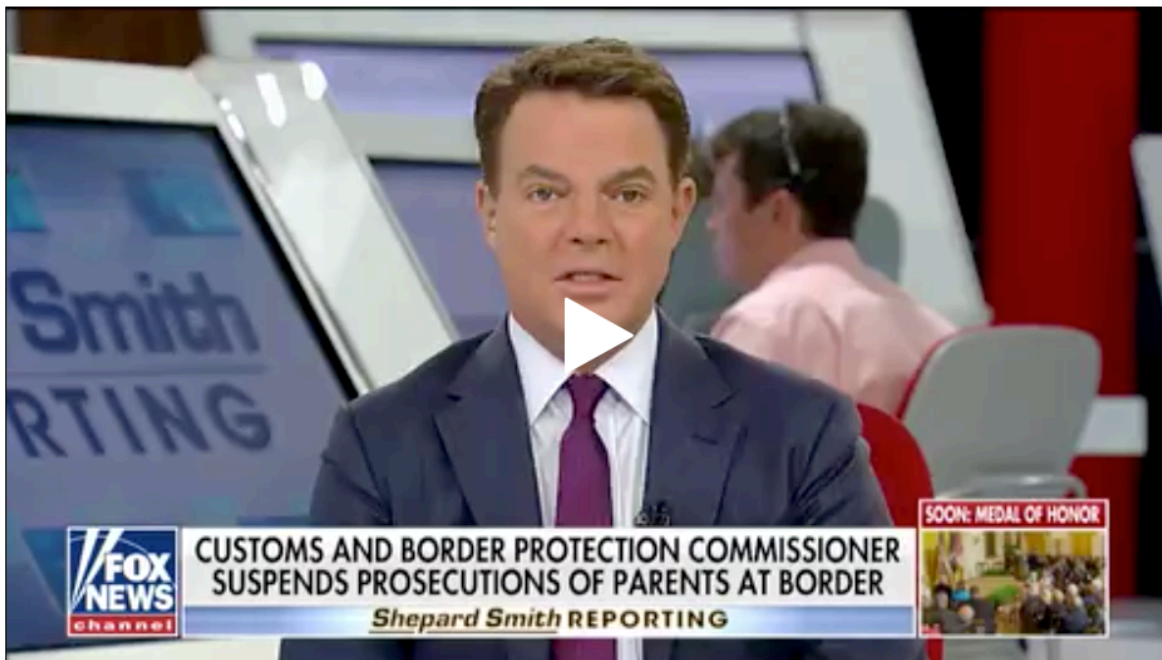 Smith
RTING
SOON: MEDAL OF HONOR
FOX
NEWS
channel
CUSTOMS AND BORDER PROTECTION COMMISSIONER
SUSPENDS PROSECUTIONS OF PARENTS AT BORDER
Shepard Smith REPORTING